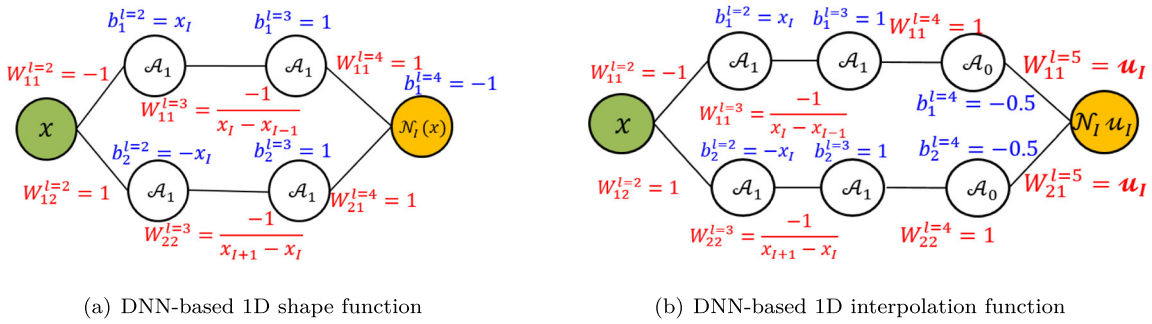 b_1^{l=2} = x_I
b_1^{l=3} = 1
W_{11}^{l=2} = -1
𝒜_1
𝒜_1
W_{11}^{l=4} = 1
b_1^{l=4} = -1
W_{11}^{l=3} = \frac{-1}{x_I - x_{I-1}}
x
𝒩_I(x)
b_2^{l=2} = -x_I
b_2^{l=3} = 1
W_{12}^{l=2} = 1
𝒜_1
𝒜_1
W_{21}^{l=4} = 1
W_{22}^{l=3} = \frac{-1}{x_{I+1} - x_I}
(a) DNN-based 1D shape function
b_1^{l=2} = x_I
b_1^{l=3} = 1
W_{11}^{l=4} = 1
W_{11}^{l=2} = -1
𝒜_1
𝒜_1
𝒜_0
W_{11}^{l=5} = u_I
W_{11}^{l=3} = \frac{-1}{x_I - x_{I-1}}
b_1^{l=4} = -0.5
x
𝒩_I u_I
b_2^{l=2} = -x_I
b_2^{l=3} = 1
b_2^{l=4} = -0.5
W_{12}^{l=2} = 1
𝒜_1
𝒜_1
𝒜_0
W_{21}^{l=5} = u_I
W_{22}^{l=3} = \frac{-1}{x_{I+1} - x_I}
W_{22}^{l=4} = 1
(b) DNN-based 1D interpolation function